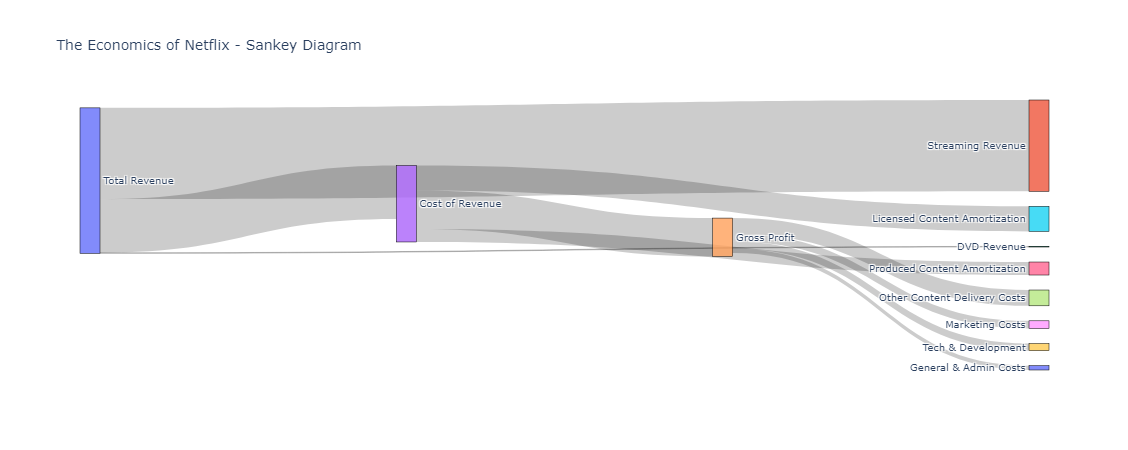 The Economics of Netflix - Sankey Diagram
Streaming Revenue
Total Revenue
Cost of Revenue
Licensed Content Amortization
Gross Profit
DVD Revenue
Produced Content Amortization
Other Content Delivery Costs
Marketing Costs
Tech & Development
General & Admin Costs